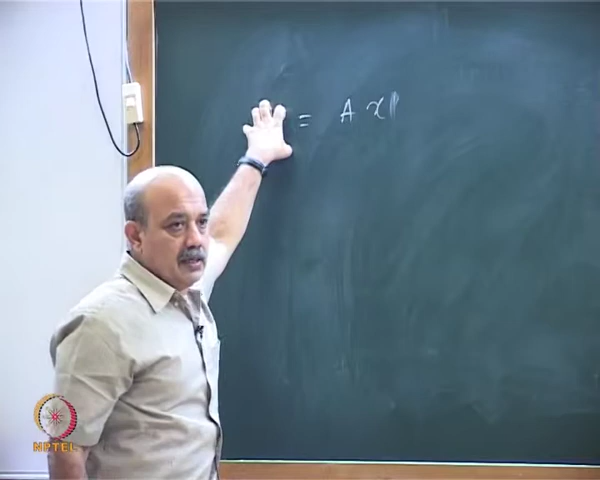 = A x
NPTEL